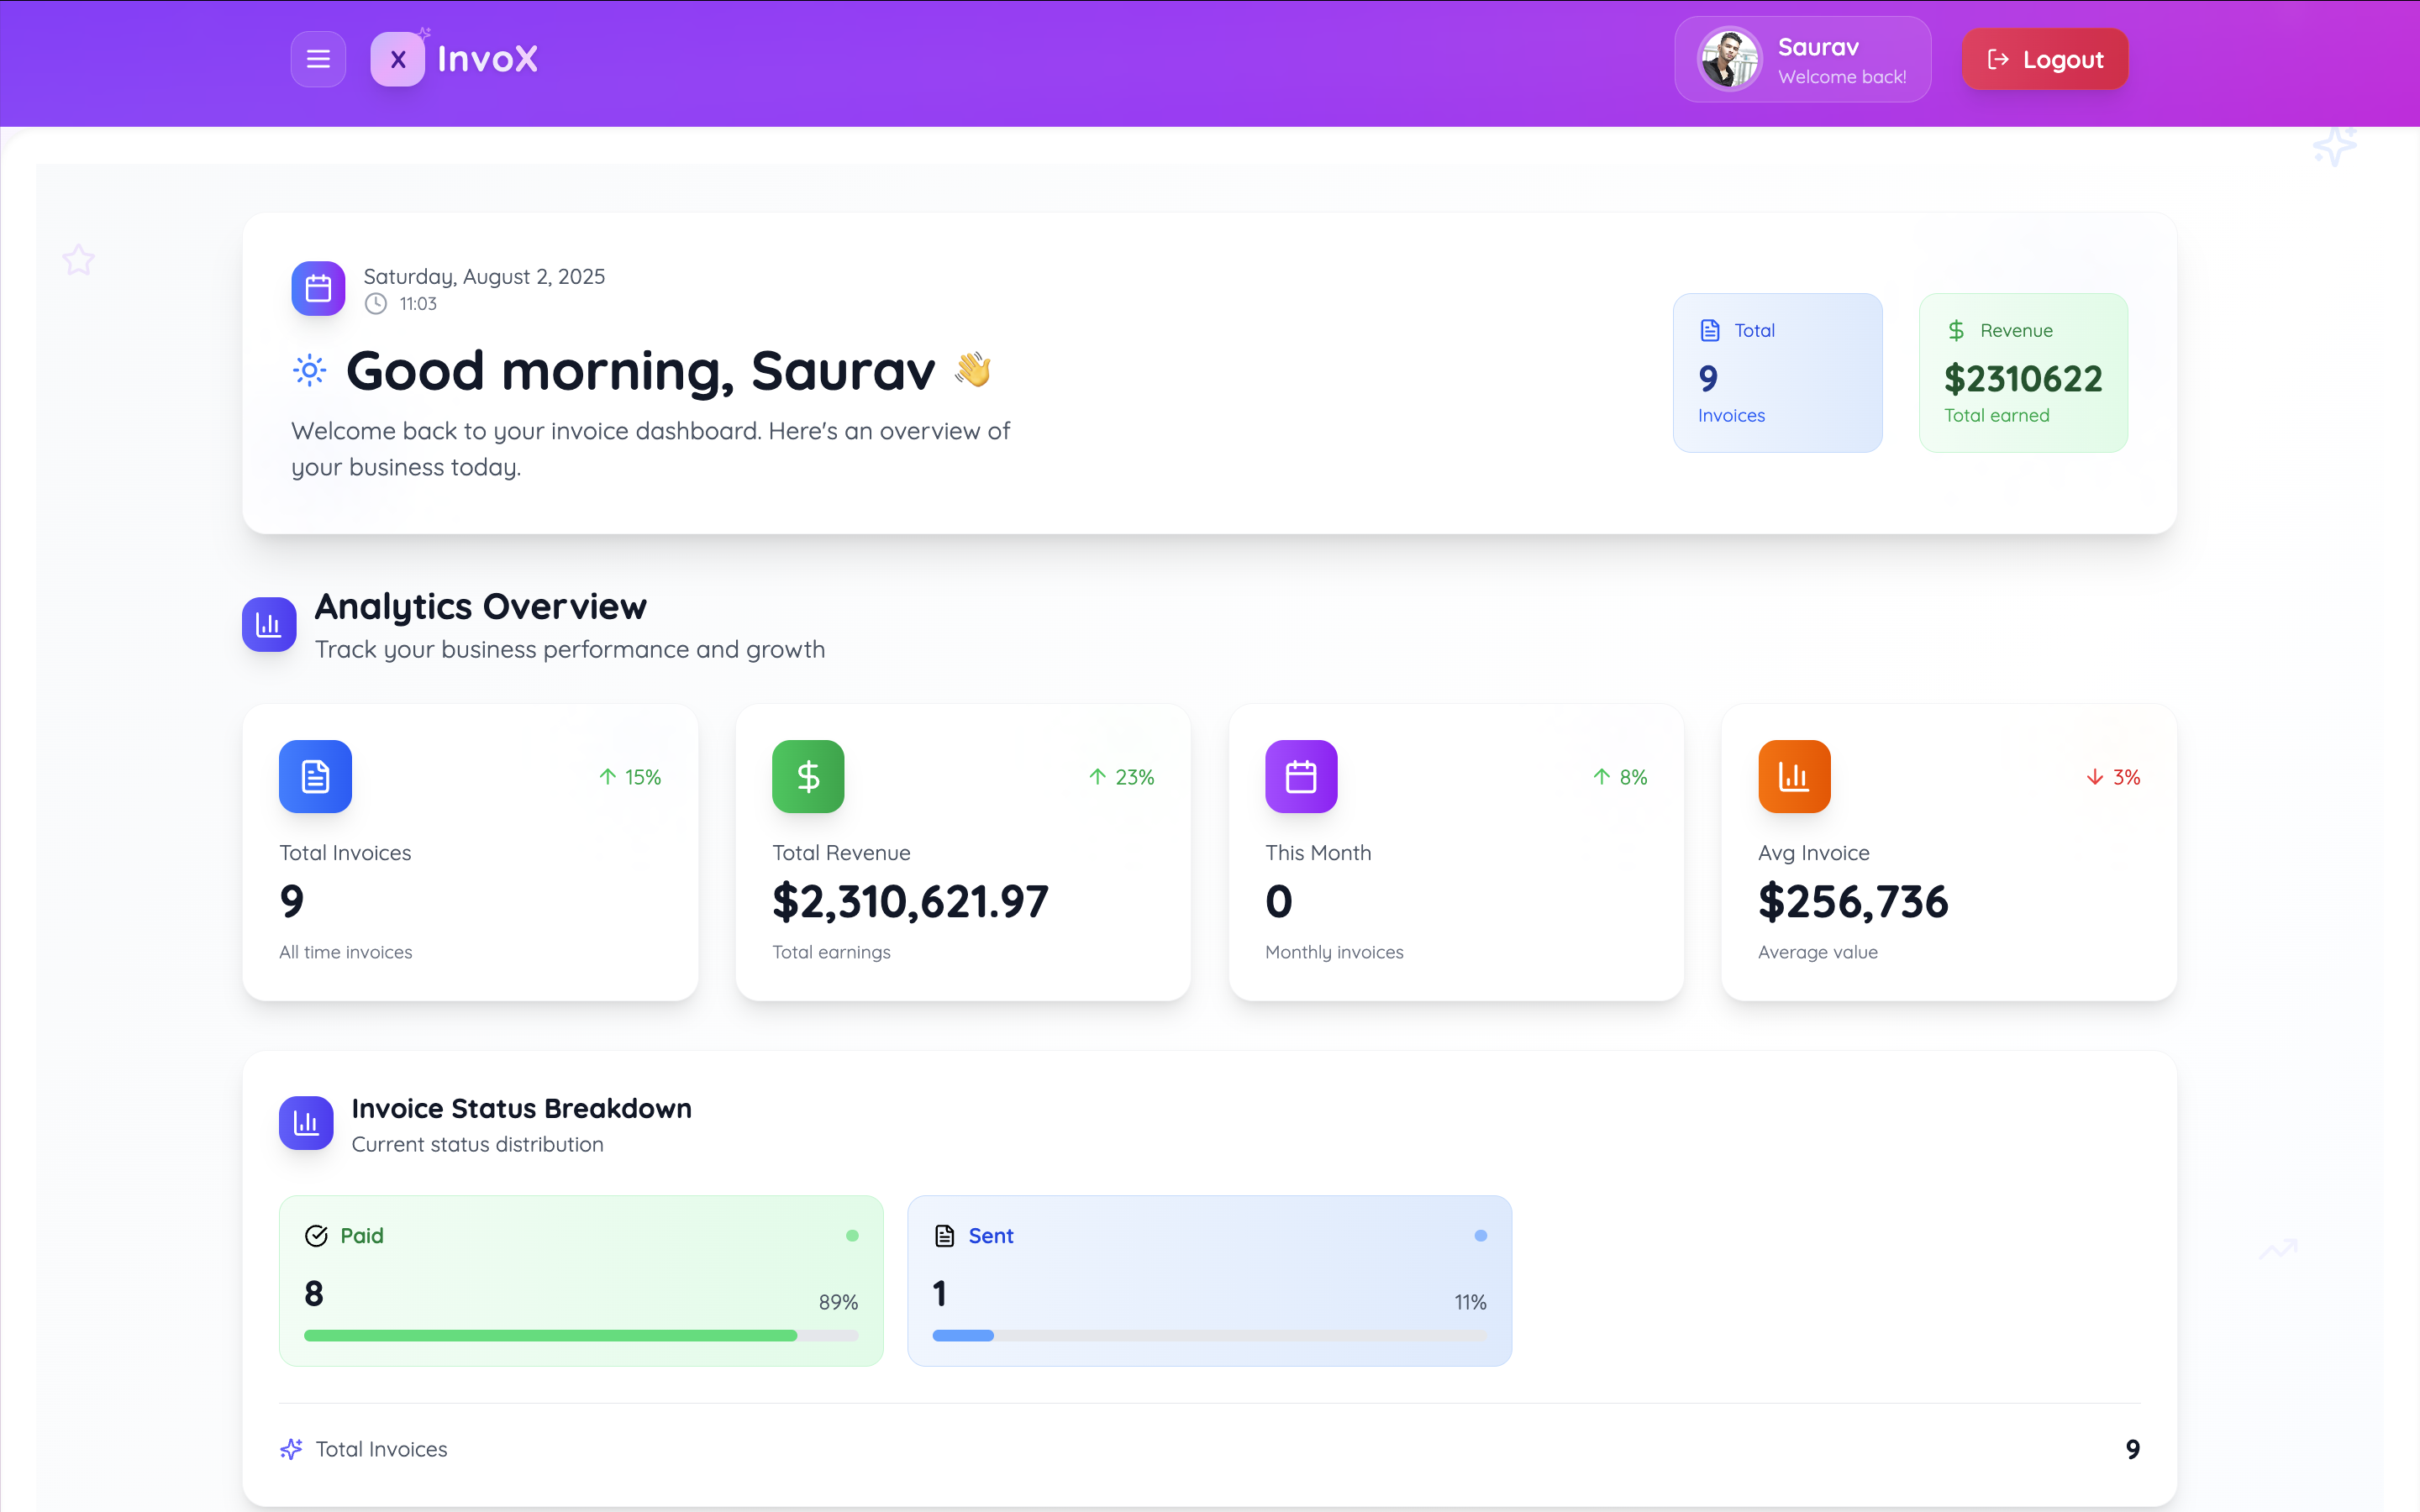 X InvoX
Saurav
Welcome back!
Logout
Saturday, August 2, 2025
11:03
Good morning, Saurav 👋
Welcome back to your invoice dashboard. Here's an overview of
your business today.
Total
9
Invoices
Revenue
$2310622
Total earned
Analytics Overview
Track your business performance and growth
15%
Total Invoices
9
All time invoices
23%
Total Revenue
$2,310,621.97
Total earnings
8%
This Month
0
Monthly invoices
3%
Avg Invoice
$256,736
Average value
Invoice Status Breakdown
Current status distribution
Paid
8
89%
Sent
1
11%
Total Invoices
9